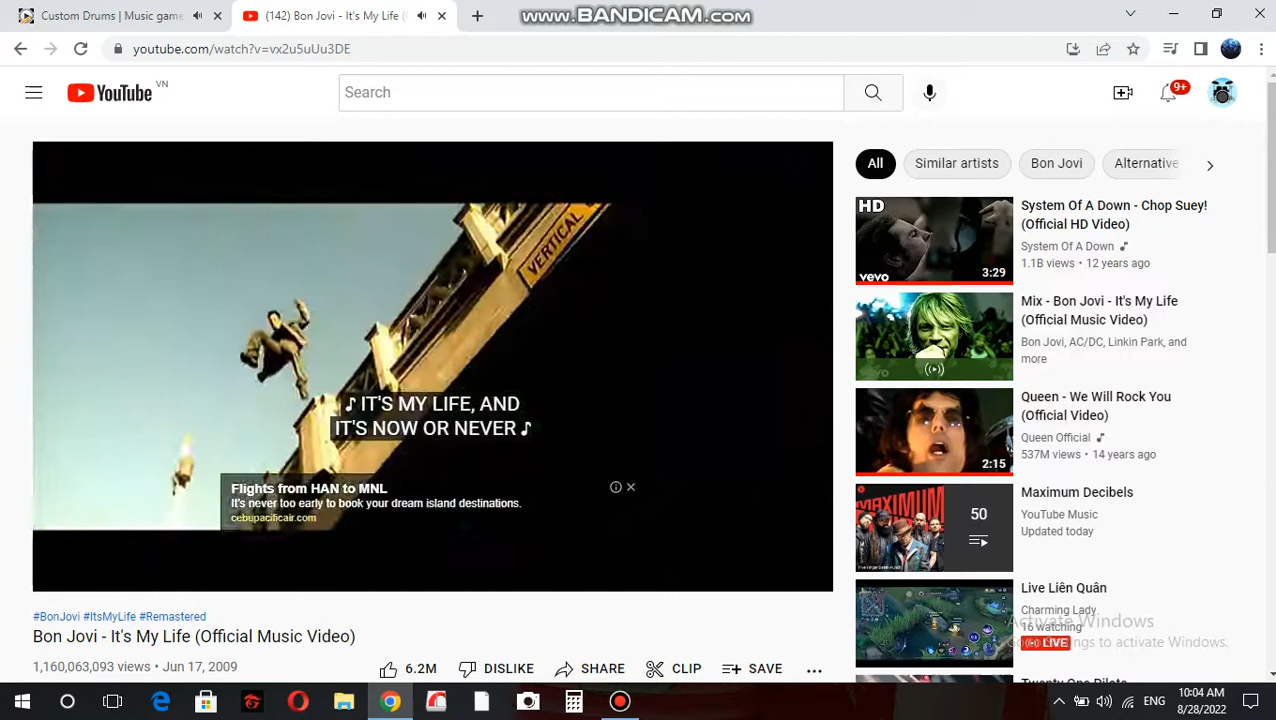 www.BANDICAM.com
Custom Drums | Music game
(142) Bon Jovi - It's My Life (
youtube.com/watch?v=vx2u5uUu3DE
YouTube VN
Search
9+
All
Similar artists
Bon Jovi
Alternative
VERTICAL
♪ IT'S MY LIFE, AND
IT'S NOW OR NEVER ♪
Flights from HAN to MNL
It's never too early to book your dream island destinations.
cebupacificair.com
#BonJovi #ItsMyLife #Remastered
Bon Jovi - It's My Life (Official Music Video)
1,160,063,093 views • Jun 17, 2009
6.2M
DISLIKE
SHARE
CLIP
SAVE
HD
vevo
3:29
System Of A Down - Chop Suey!
(Official HD Video)
System Of A Down
1.1B views • 12 years ago
vevo
Mix - Bon Jovi - It's My Life
(Official Music Video)
Bon Jovi, AC/DC, Linkin Park, and
more
2:15
Queen - We Will Rock You
(Official Video)
Queen Official
537M views • 14 years ago
MAXIMUM
50
Maximum Decibels
YouTube Music
Updated today
Live Liên Quân
Charming Lady.
16 watching
LIVE
Activate Windows
Go to Settings to activate Windows.
Twenty One Pilots
ENG
10:04 AM
8/28/2022